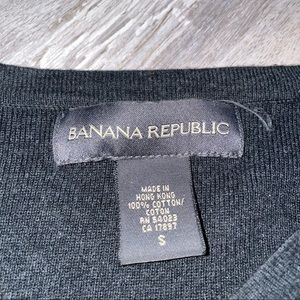 BANANA REPUBLIC
MADE IN
HONG KONG
100% COTTON/
COTON
RN 54023
CA 17897
S